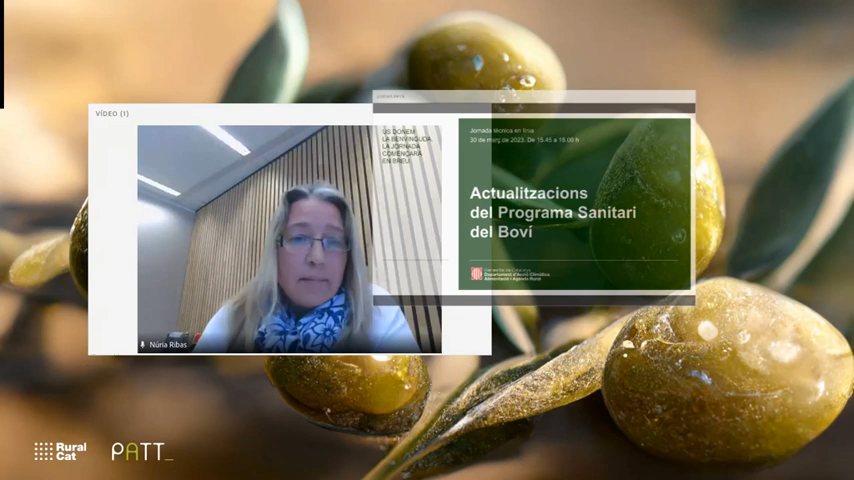 VÍDEO (1)
US DONEM
LA BENVINGUDA
LA JORNADA
COMENÇARÀ
EN BREU.
Jornada tècnica en línia
30 de març de 2023. De 15.45 a 18.00 h
Actualitzacions
del Programa Sanitari
del Boví
Generalitat de Catalunya
Departament d'Acció Climàtica,
Alimentació i Agenda Rural
Núria Ribas
Rural
Cat
PATT_